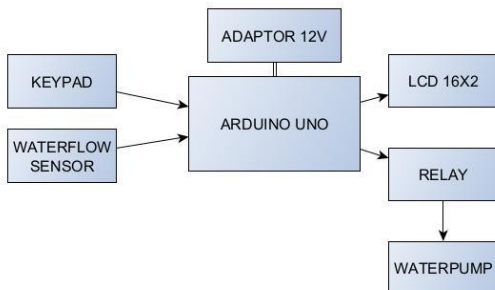 ADAPTOR 12V
KEYPAD
LCD 16X2
ARDUINO UNO
WATERFLOW
SENSOR
RELAY
WATERPUMP